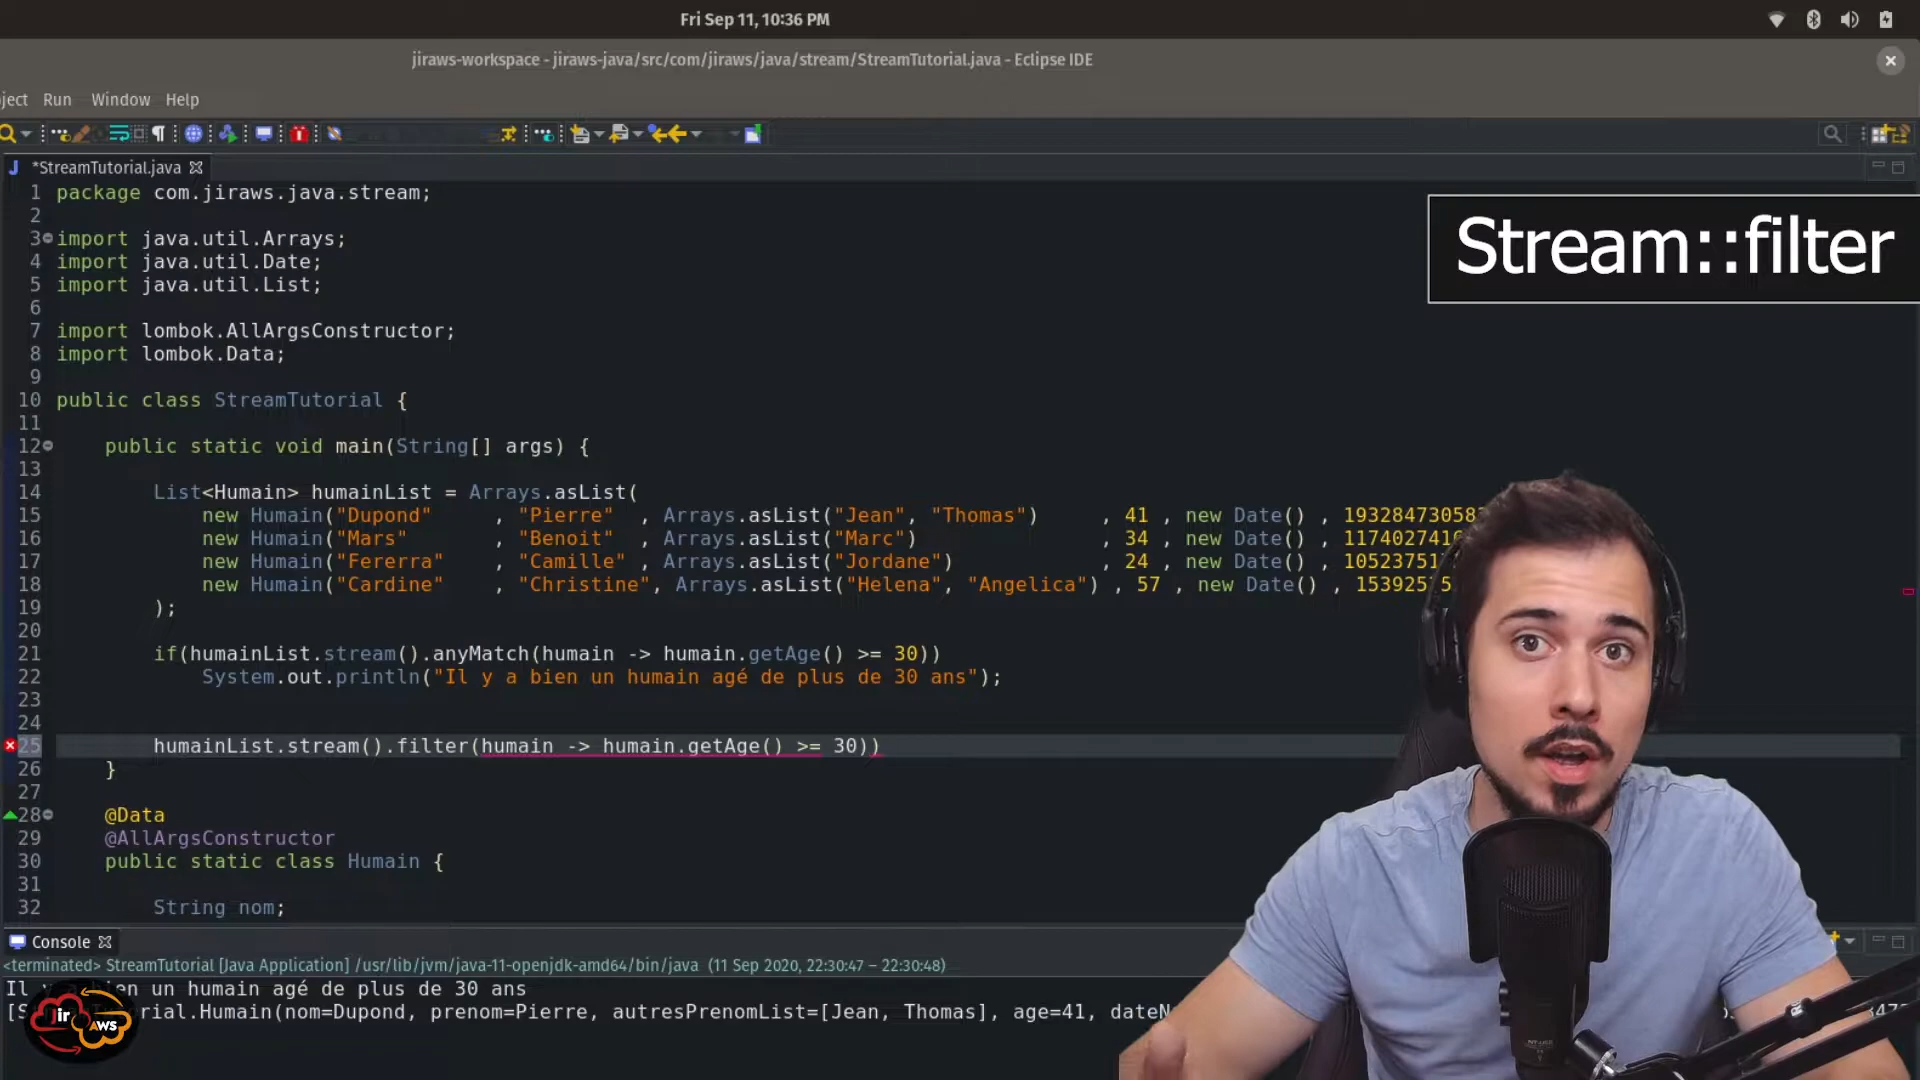 Fri Sep 11, 10:36 PM
jiraws-workspace - jiraws-java/src/com/jiraws/java/stream/StreamTutorial.java - Eclipse IDE
ject Run Window Help
*StreamTutorial.java
Stream::filter
1 package com.jiraws.java.stream;
2
3 import java.util.Arrays;
4 import java.util.Date;
5 import java.util.List;
6
7 import lombok.AllArgsConstructor;
8 import lombok.Data;
9
10 public class StreamTutorial {
11
12 public static void main(String[] args) {
13
14 List<Humain> humainList = Arrays.asList(
15 new Humain("Dupond" , "Pierre" , Arrays.asList("Jean", "Thomas") , 41 , new Date() , 193284730583
16 new Humain("Mars" , "Benoit" , Arrays.asList("Marc") , 34 , new Date() ,
17 new Humain("Fererra" , "Camille" , Arrays.asList("Jordane") , 24 , new Date() ,
18 new Humain("Cardine" , "Christine", Arrays.asList("Helena", "Angelica") , 57 , new Date() ,
19 );
20
21 if(humainList.stream().anyMatch(humain -> humain.getAge() >= 30))
22 System.out.println("Il y a bien un humain agé de plus de 30 ans");
23
24
25 humainList.stream().filter(humain -> humain.getAge() >= 30))
26 }
27
28 @Data
29 @AllArgsConstructor
30 public static class Humain {
31
32 String nom;
Console
<terminated> StreamTutorial [Java Application] /usr/lib/jvm/java-11-openjdk-amd64/bin/java (11 Sep 2020, 22:30:47 – 22:30:48)
Il y a bien un humain agé de plus de 30 ans
rial.Humain(nom=Dupond, prenom=Pierre, autresPrenomList=[Jean, Thomas], age=41, dateN
Jir AWS